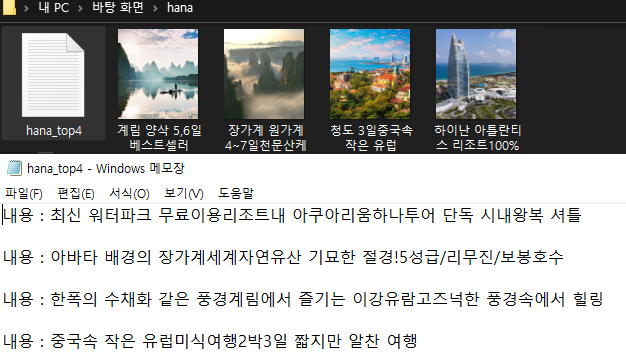 내 PC > 바탕 화면 > hana
hana_top4
계림 양삭 5,6일
베스트셀러
장가계 원가계
4~7일천문산케
청도 3일중국속
작은 유럽
하이난 아틀란티
스 리조트100%
hana_top4 - Windows 메모장
파일(F) 편집(E) 서식(O) 보기(V) 도움말
내용 : 최신 워터파크 무료이용리조트내 아쿠아리움하나투어 단독 시내왕복 셔틀
내용 : 아바타 배경의 장가계세계자연유산 기묘한 절경!5성급/리무진/보봉호수
내용 : 한폭의 수채화 같은 풍경계림에서 즐기는 이강유람고즈넉한 풍경속에서 힐링
내용 : 중국속 작은 유럽미식여행2박3일 짧지만 알찬 여행